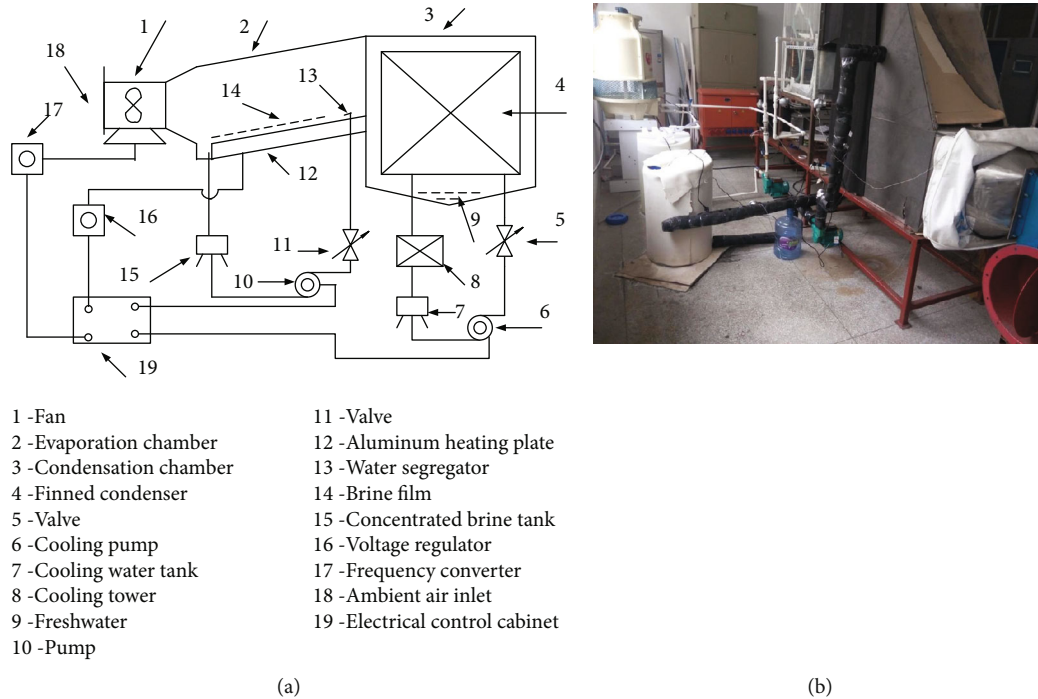 1
2
3
18
13
17
14
4
12
16
9
5
11
15
10
8
7
6
19
1 -Fan
2 -Evaporation chamber
3 -Condensation chamber
4 -Finned condenser
5 -Valve
6 -Cooling pump
7 -Cooling water tank
8 -Cooling tower
9 -Freshwater
10 -Pump
11 -Valve
12 -Aluminum heating plate
13 -Water segregator
14 -Brine film
15 -Concentrated brine tank
16 -Voltage regulator
17 -Frequency converter
18 -Ambient air inlet
19 -Electrical control cabinet
(a)
(b)